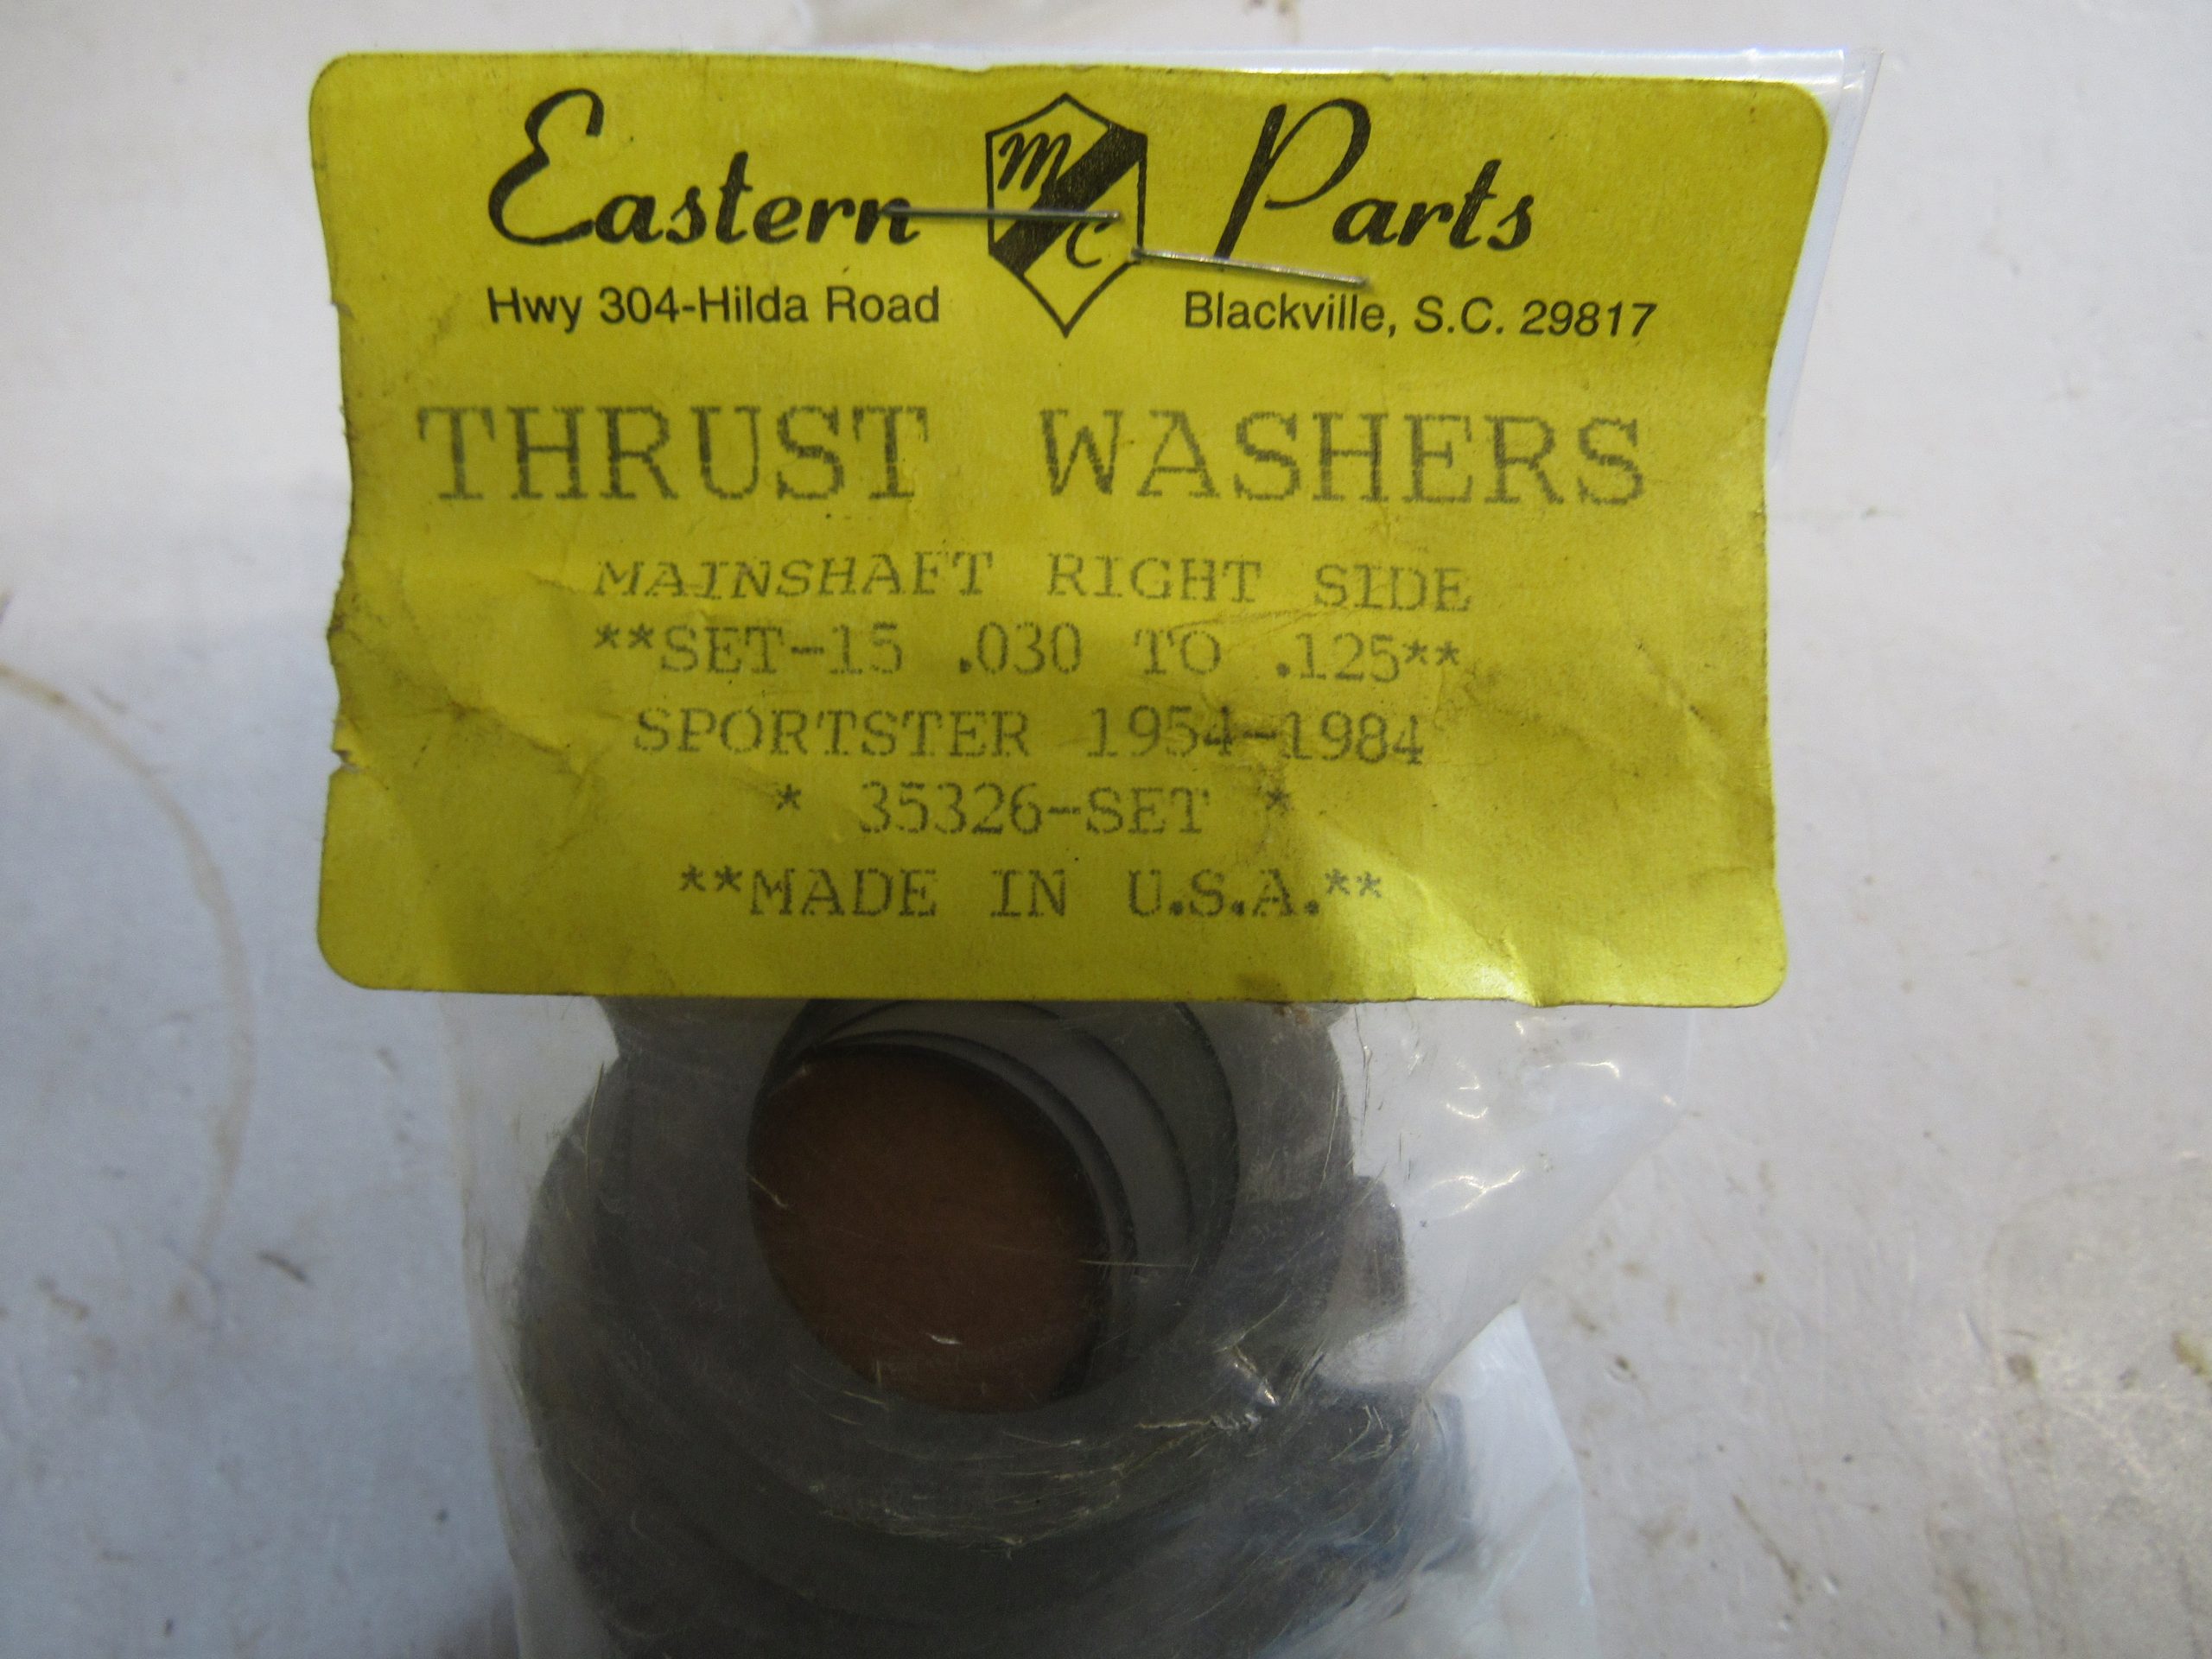 Eastern MC Parts
Hwy 304-Hilda Road Blackville, S.C. 29817
THRUST WASHERS
MAINSHAFT RIGHT SIDE
**SET-15 .030 TO .125**
SPORTSTER 1954-1984
* 35326-SET *
**MADE IN U.S.A.**